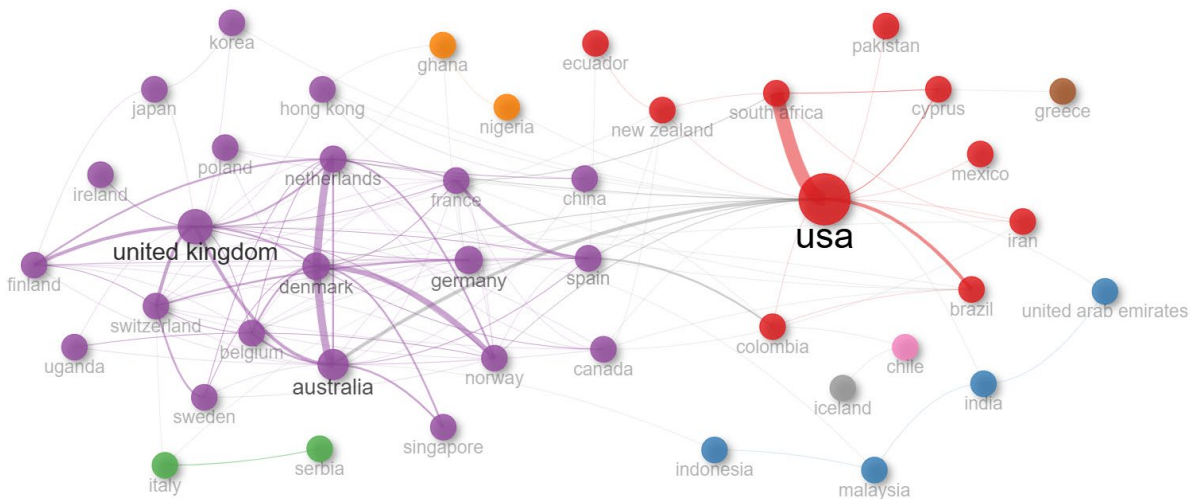 korea
pakistan
ghana
ecuador
japan
hong kong
nigeria
new zealand
south africa
cyprus
greece
poland
netherlands
ireland
france
china
mexico
usa
iran
united kingdom
finland
denmark
germany
spain
switzerland
brazil
united arab emirates
uganda
belgium
colombia
australia
norway
canada
chile
sweden
iceland
india
singapore
serbia
indonesia
italy
malaysia